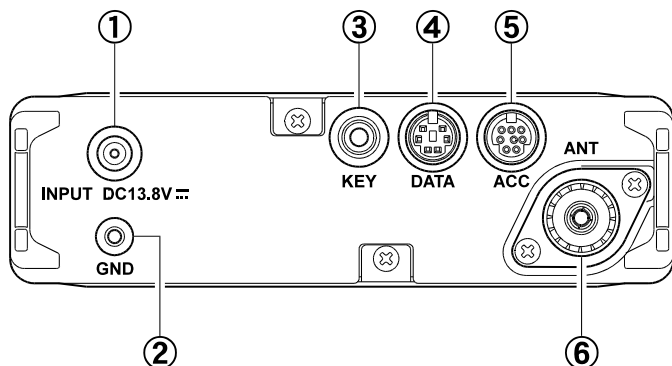 ① ③ ④ ⑤
ANT
KEY DATA ACC
INPUT DC13.8V ⎓
GND
② ⑥